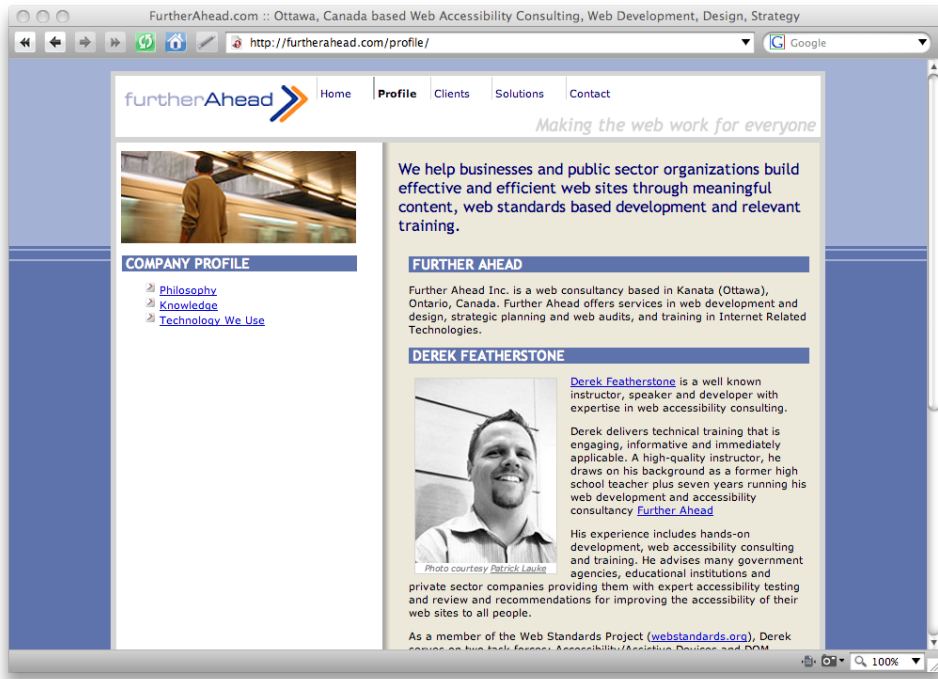 FurtherAhead.com :: Ottawa, Canada based Web Accessibility Consulting, Web Development, Design, Strategy
http://furtherahead.com/profile/
Google
furtherAhead
Home
Profile
Clients
Solutions
Contact
Making the web work for everyone
We help businesses and public sector organizations build
effective and efficient web sites through meaningful
content, web standards based development and relevant
training.
COMPANY PROFILE
Philosophy
Knowledge
Technology We Use
FURTHER AHEAD
Further Ahead Inc. is a web consultancy based in Kanata (Ottawa),
Ontario, Canada. Further Ahead offers services in web development and
design, strategic planning and web audits, and training in Internet Related
Technologies.
DEREK FEATHERSTONE
Derek Featherstone is a well known
instructor, speaker and developer with
expertise in web accessibility consulting.
Derek delivers technical training that is
engaging, informative and immediately
applicable. A high-quality instructor, he
draws on his background as a former high
school teacher plus seven years running his
web development and accessibility
consultancy Further Ahead
Photo courtesy Patrick Lauke
His experience includes hands-on
development, web accessibility consulting
and training. He advises many government
agencies, educational institutions and
private sector companies providing them with expert accessibility testing
and review and recommendations for improving the accessibility of their
web sites to all people.
As a member of the Web Standards Project (webstandards.org), Derek
serves on two task forces: Accessibility/Assistive Devices and DOM
100%